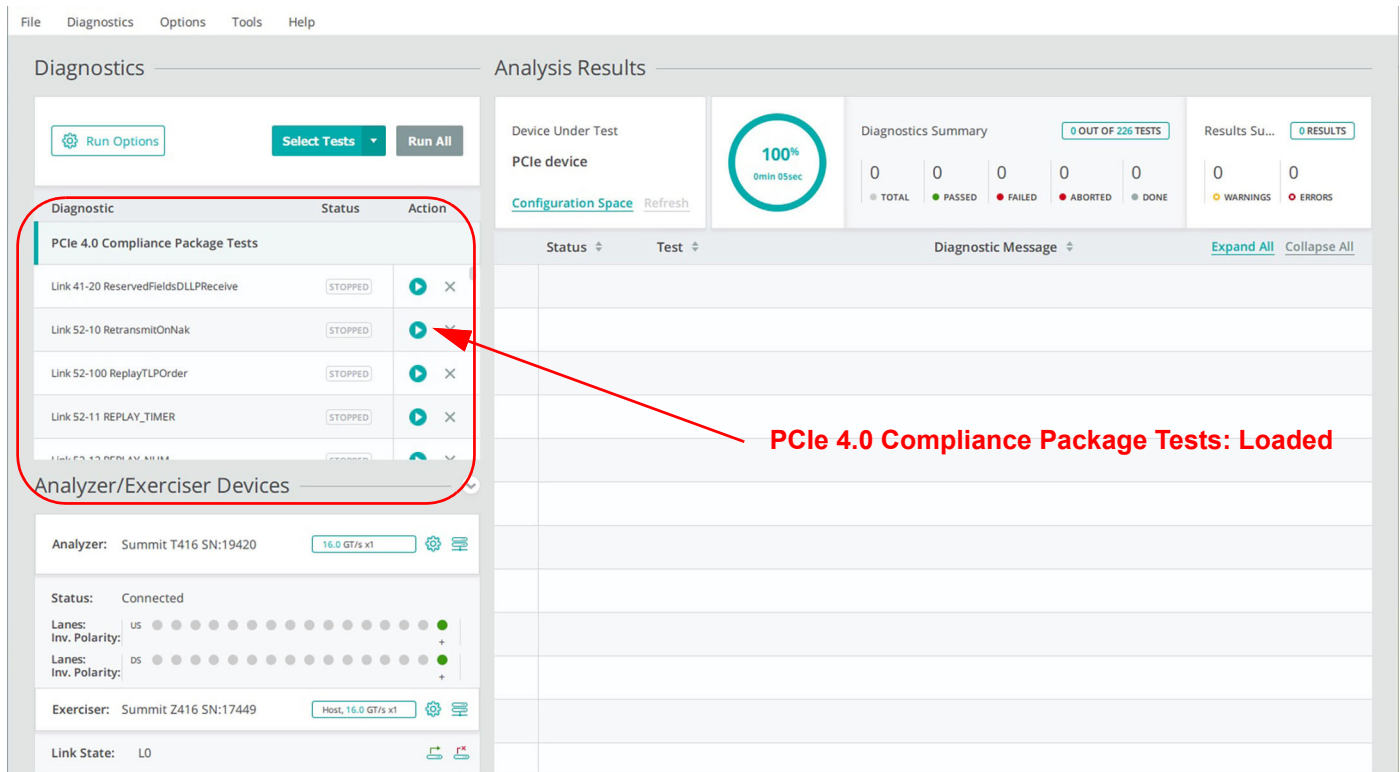 File Diagnostics Options Tools Help
Diagnostics
Run Options
Select Tests
Run All
Diagnostic Status Action
PCIe 4.0 Compliance Package Tests
Link 41-20 ReservedFieldsDLLPReceive STOPPED
Link 52-10 RetransmitOnNak STOPPED
Link 52-100 ReplayTLPOrder STOPPED
Link 52-11 REPLAY_TIMER STOPPED
Link 52-12 REPLAY_NUM STOPPED
Analyzer/Exerciser Devices
Analyzer: Summit T416 SN:19420 16.0 GT/s x1
Status: Connected
Lanes: US
Inv. Polarity: +
Lanes: DS
Inv. Polarity: +
Exerciser: Summit Z416 SN:17449 Host, 16.0 GT/s x1
Link State: L0
Analysis Results
Device Under Test
PCIe device
Configuration Space Refresh
100%
0min 05sec
Diagnostics Summary 0 OUT OF 226 TESTS
0 0 0 0 0
TOTAL PASSED FAILED ABORTED DONE
Results Su... 0 RESULTS
0 0
WARNINGS ERRORS
Status Test Diagnostic Message Expand All Collapse All
PCIe 4.0 Compliance Package Tests: Loaded